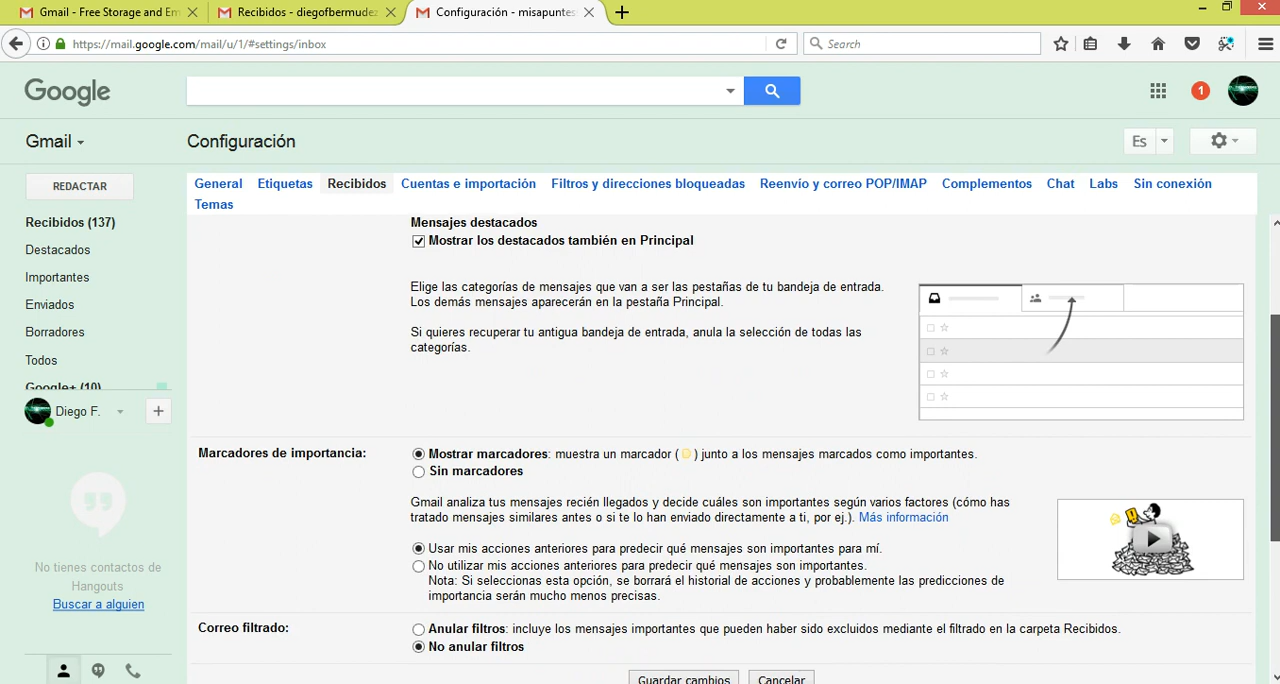 Gmail - Free Storage and Em
Recibidos - diegofbermudez
Configuración - misapuntes
https://mail.google.com/mail/u/1/#settings/inbox
Search
Google
1
Gmail
Configuración
Es
REDACTAR
General Etiquetas Recibidos Cuentas e importación Filtros y direcciones bloqueadas Reenvío y correo POP/IMAP Complementos Chat Labs Sin conexión
Temas
Recibidos (137)
Destacados
Importantes
Enviados
Borradores
Todos
Google+ (10)
Diego F.
No tienes contactos de
Hangouts
Buscar a alguien
Mensajes destacados
Mostrar los destacados también en Principal
Elige las categorías de mensajes que van a ser las pestañas de tu bandeja de entrada.
Los demás mensajes aparecerán en la pestaña Principal.
Si quieres recuperar tu antigua bandeja de entrada, anula la selección de todas las
categorías.
Marcadores de importancia:
Mostrar marcadores: muestra un marcador ( ) junto a los mensajes marcados como importantes.
Sin marcadores
Gmail analiza tus mensajes recién llegados y decide cuáles son importantes según varios factores (cómo has
tratado mensajes similares antes o si te lo han enviado directamente a ti, por ej.). Más información
Usar mis acciones anteriores para predecir qué mensajes son importantes para mí.
No utilizar mis acciones anteriores para predecir qué mensajes son importantes.
Nota: Si seleccionas esta opción, se borrará el historial de acciones y probablemente las predicciones de
importancia serán mucho menos precisas.
Correo filtrado:
Anular filtros: incluye los mensajes importantes que pueden haber sido excluidos mediante el filtrado en la carpeta Recibidos.
No anular filtros
Guardar cambios
Cancelar